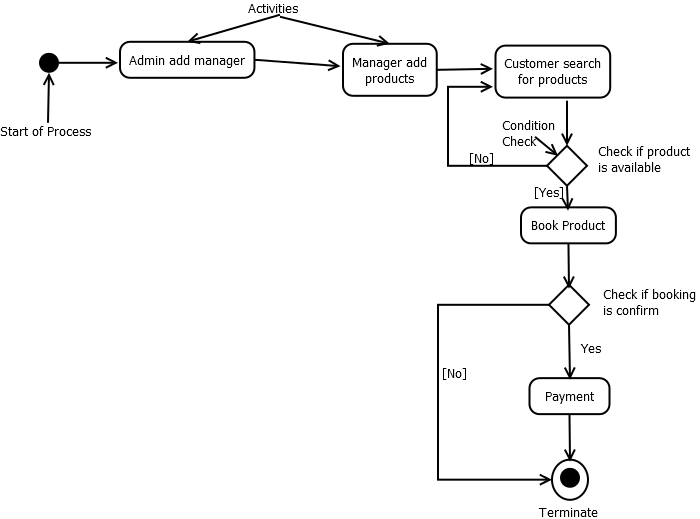 Activities
Admin add manager
Manager add
products
Customer search
for products
Start of Process
Condition
Check
Check if product
is available
[No]
[Yes]
Book Product
Check if booking
is confirm
Yes
[No]
Payment
Terminate